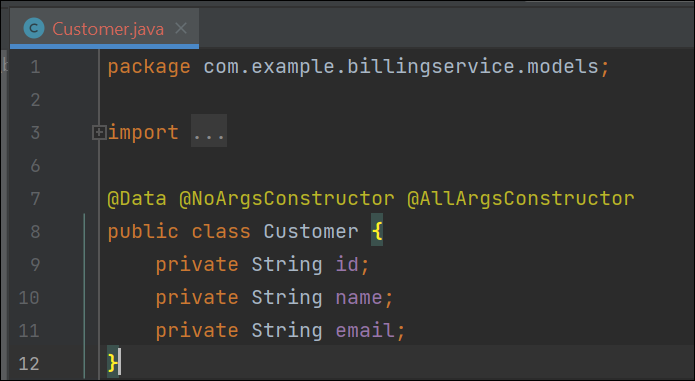 Customer.java
1 package com.example.billingservice.models;
2
3 import ...
6
7 @Data @NoArgsConstructor @AllArgsConstructor
8 public class Customer {
9 private String id;
10 private String name;
11 private String email;
12 }